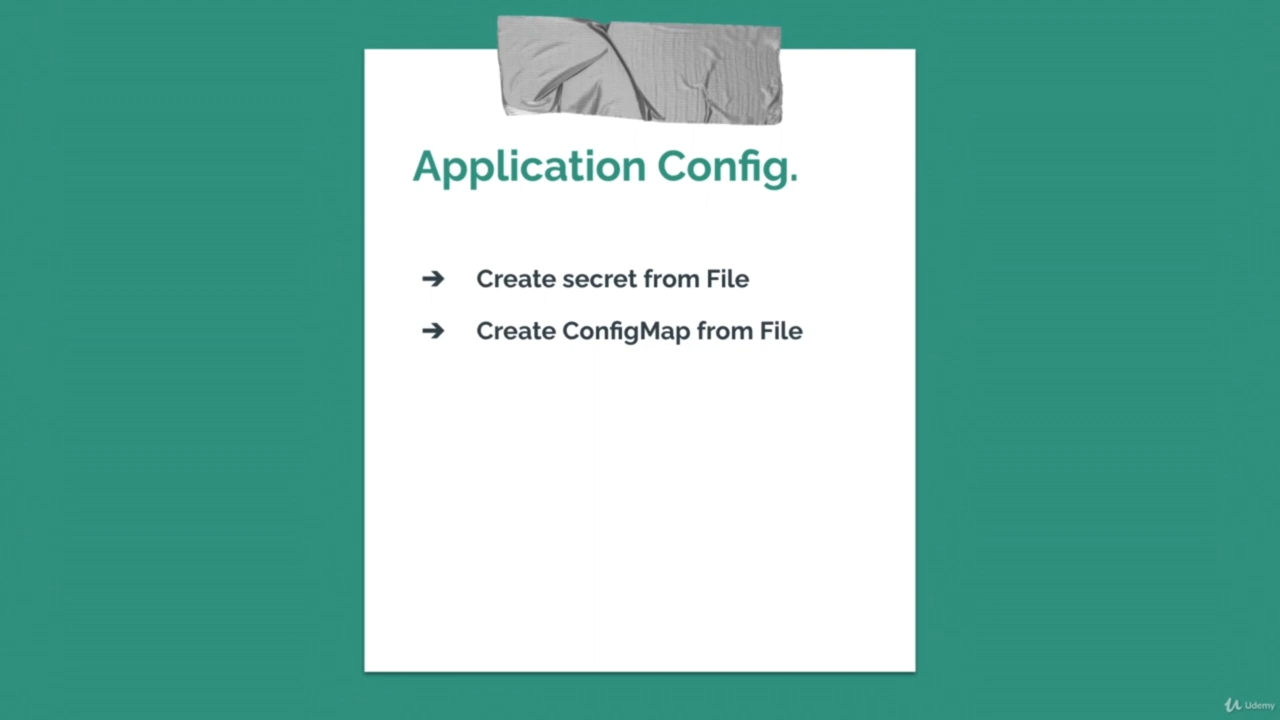 Application Config.
➔ Create secret from File
➔ Create ConfigMap from File
Udemy